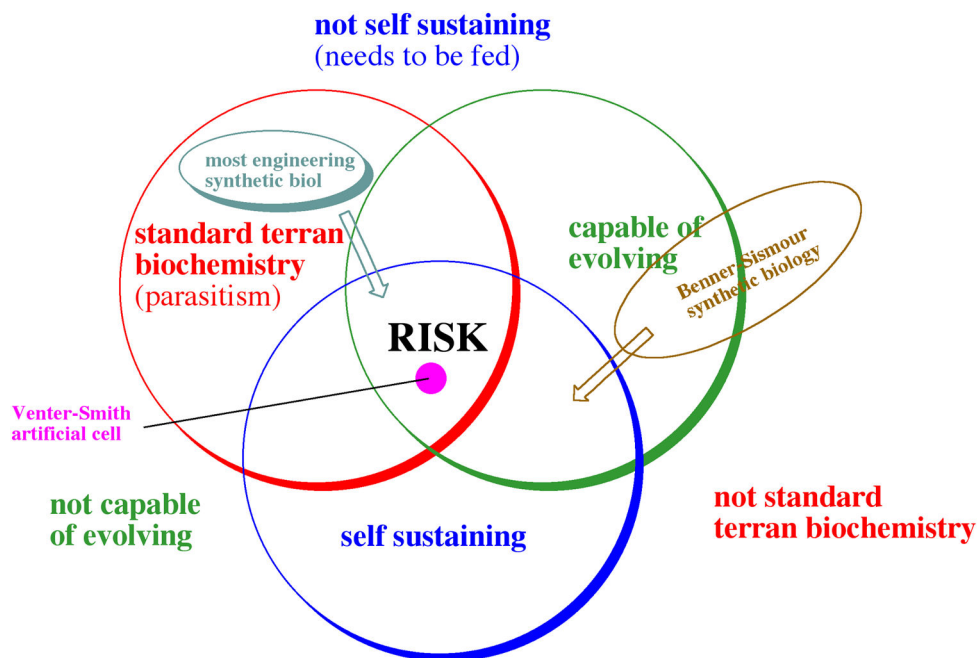 not self sustaining
(needs to be fed)
most engineering
synthetic biol
standard terran
biochemistry
(parasitism)
capable of
evolving
Benner-Sismour
synthetic biology
RISK
Venter-Smith
artificial cell
not capable
of evolving
self sustaining
not standard
terran biochemistry